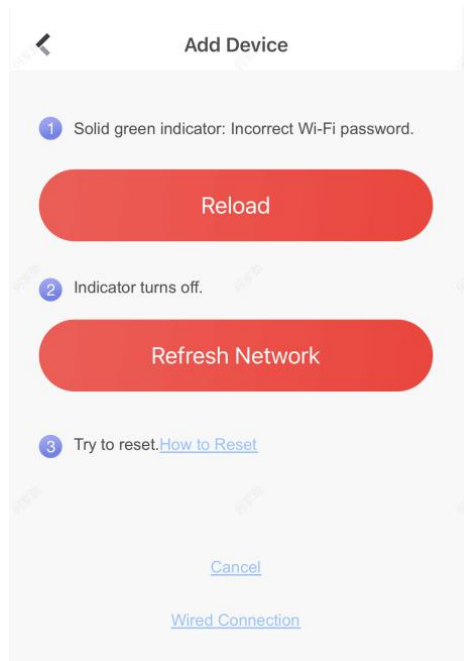 Add Device
1 Solid green indicator: Incorrect Wi-Fi password.
Reload
2 Indicator turns off.
Refresh Network
3 Try to reset.How to Reset
Cancel
Wired Connection